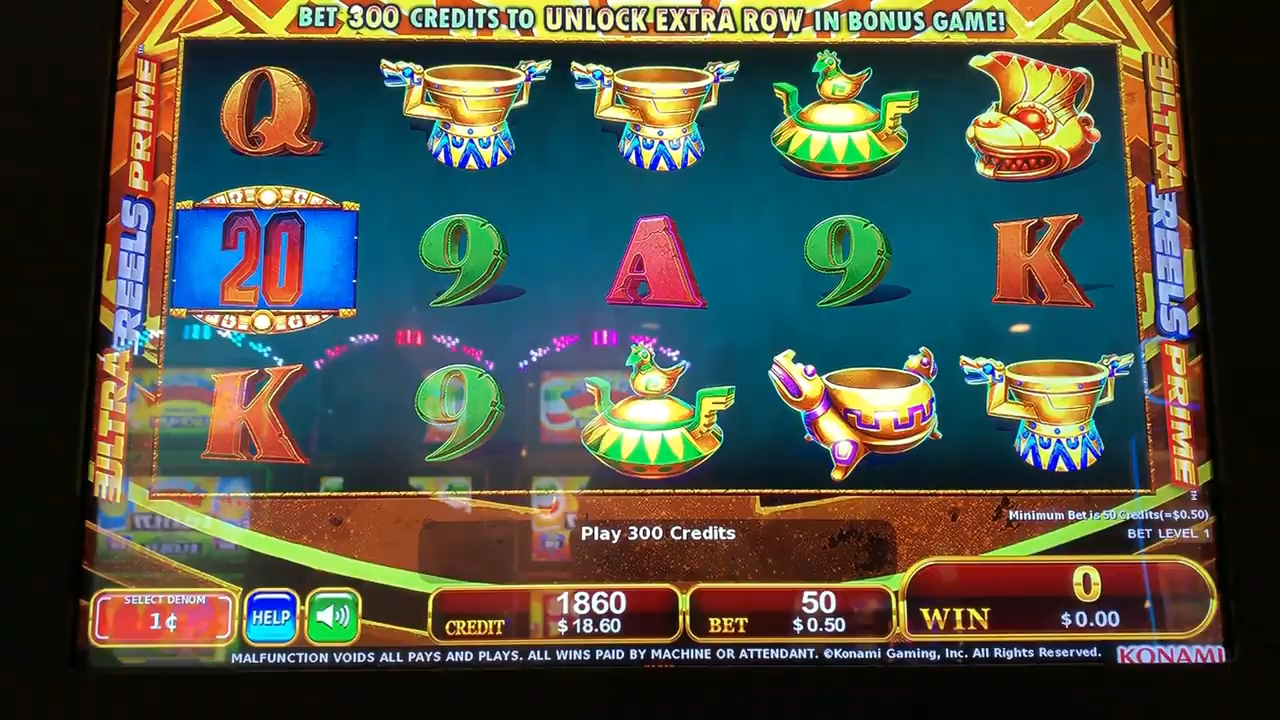 BET 300 CREDITS TO UNLOCK EXTRA ROW IN BONUS GAME!
ULTRA REELS PRIME™
ULTRA REELS PRIME™
Q
20
9
A
9
K
K
9
Play 300 Credits
Minimum Bet is 50 Credits(=$0.50)
BET LEVEL 1
SELECT DENOM
1¢
HELP
CREDIT
1860
$18.60
BET
50
$0.50
WIN
0
$0.00
MALFUNCTION VOIDS ALL PAYS AND PLAYS. ALL WINS PAID BY MACHINE OR ATTENDANT. ©Konami Gaming, Inc. All Rights Reserved.
KONAMI